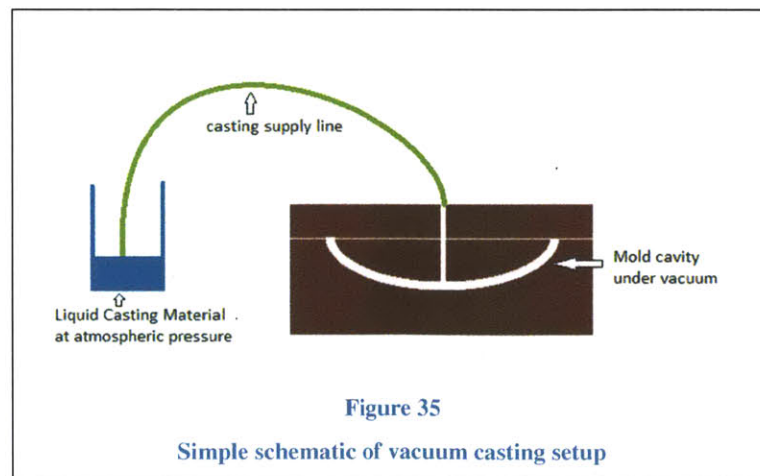 casting supply line
Mold cavity
under vacuum
Liquid Casting Material
at atmospheric pressure
Figure 35
Simple schematic of vacuum casting setup